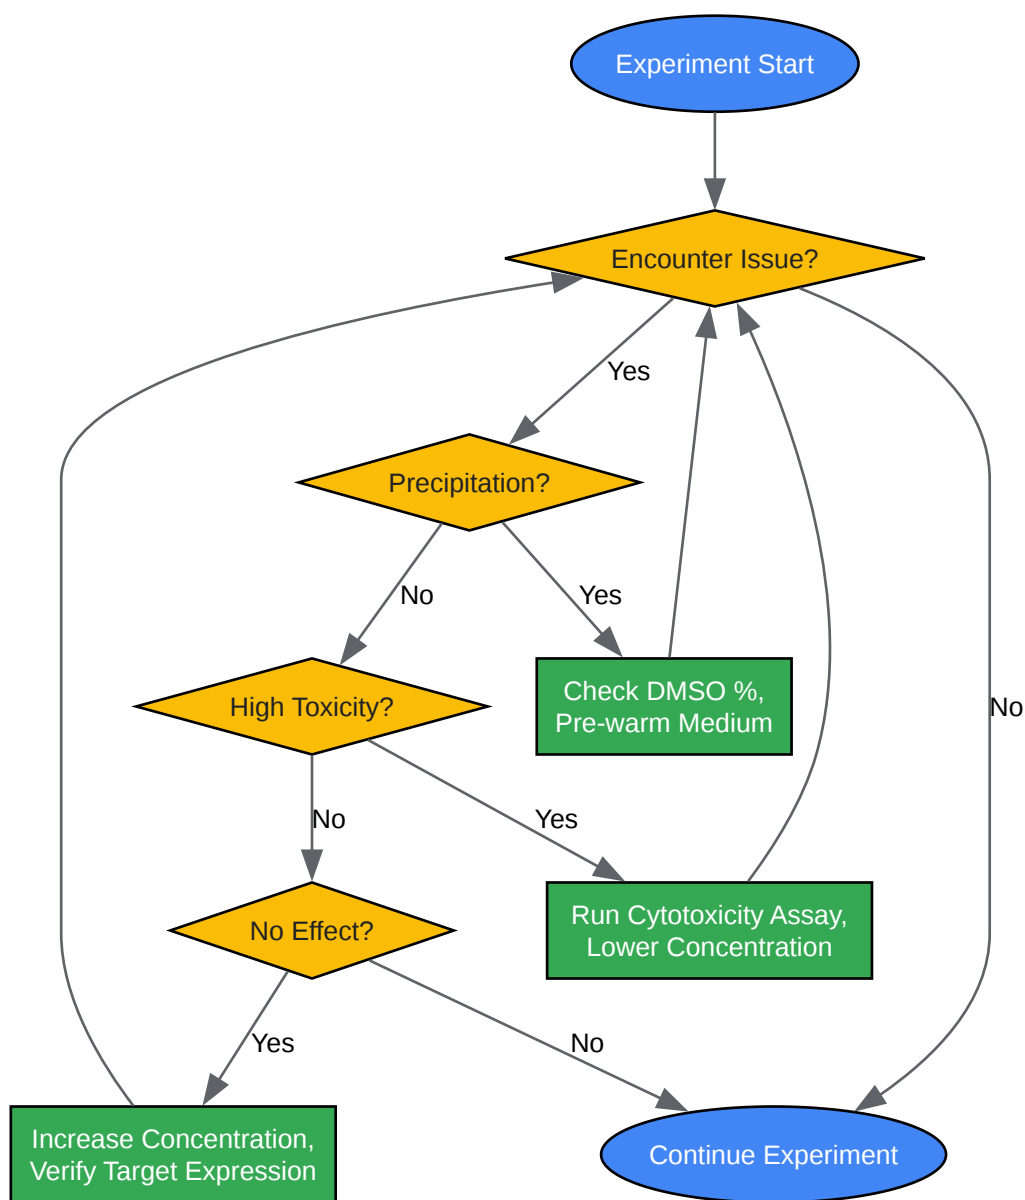 Experiment Start
Encounter Issue?
Yes
Precipitation?
No
Yes
Check DMSO %,
Pre-warm Medium
High Toxicity?
No
No
Yes
Run Cytotoxicity Assay,
Lower Concentration
No Effect?
Yes
No
Increase Concentration,
Verify Target Expression
Continue Experiment